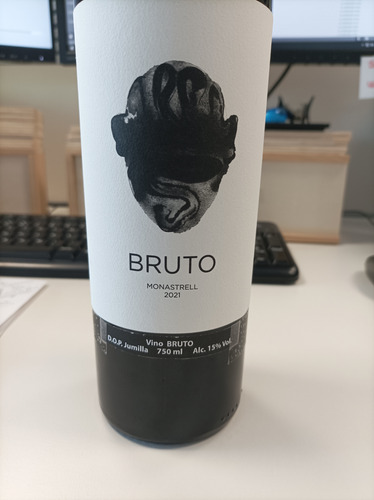 BRUTO
MONASTRELL
2021
Vino BRUTO
D.O.P. Jumilla 750 ml Alc. 15% Vol.